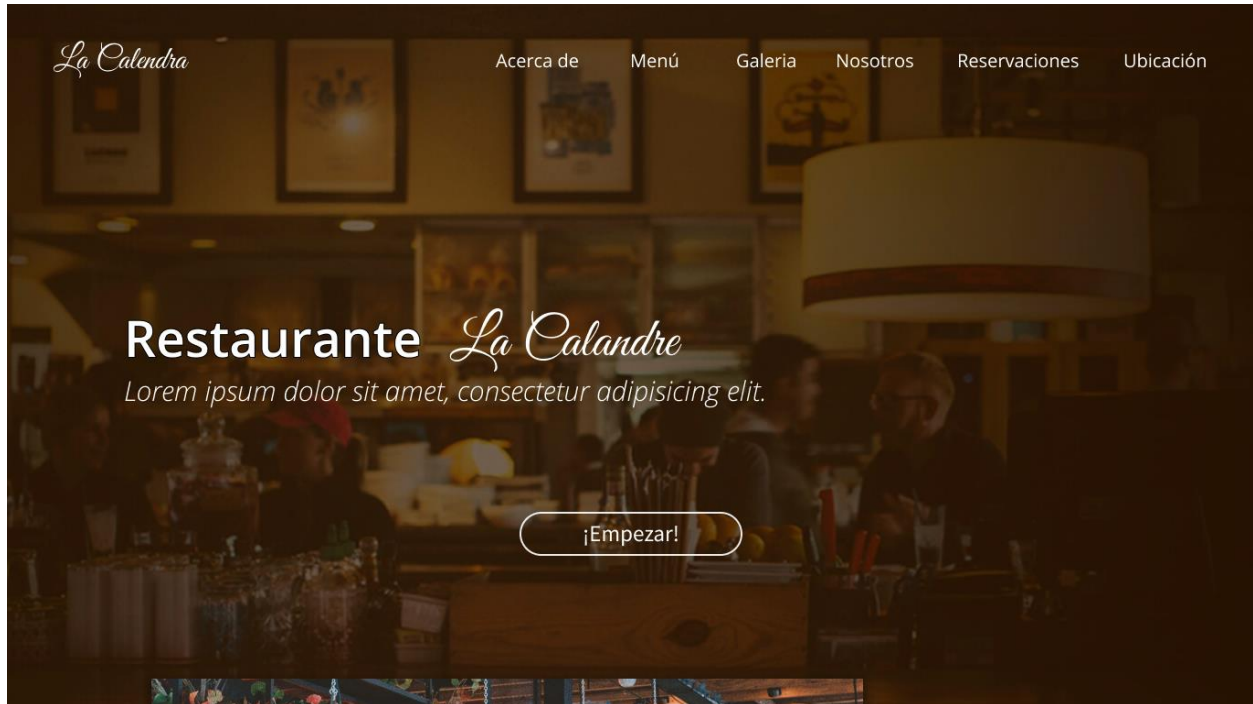 La Calendra
Acerca de Menú Galeria Nosotros Reservaciones Ubicación
Restaurante La Calandre
Lorem ipsum dolor sit amet, consectetur adipisicing elit.
¡Empezar!